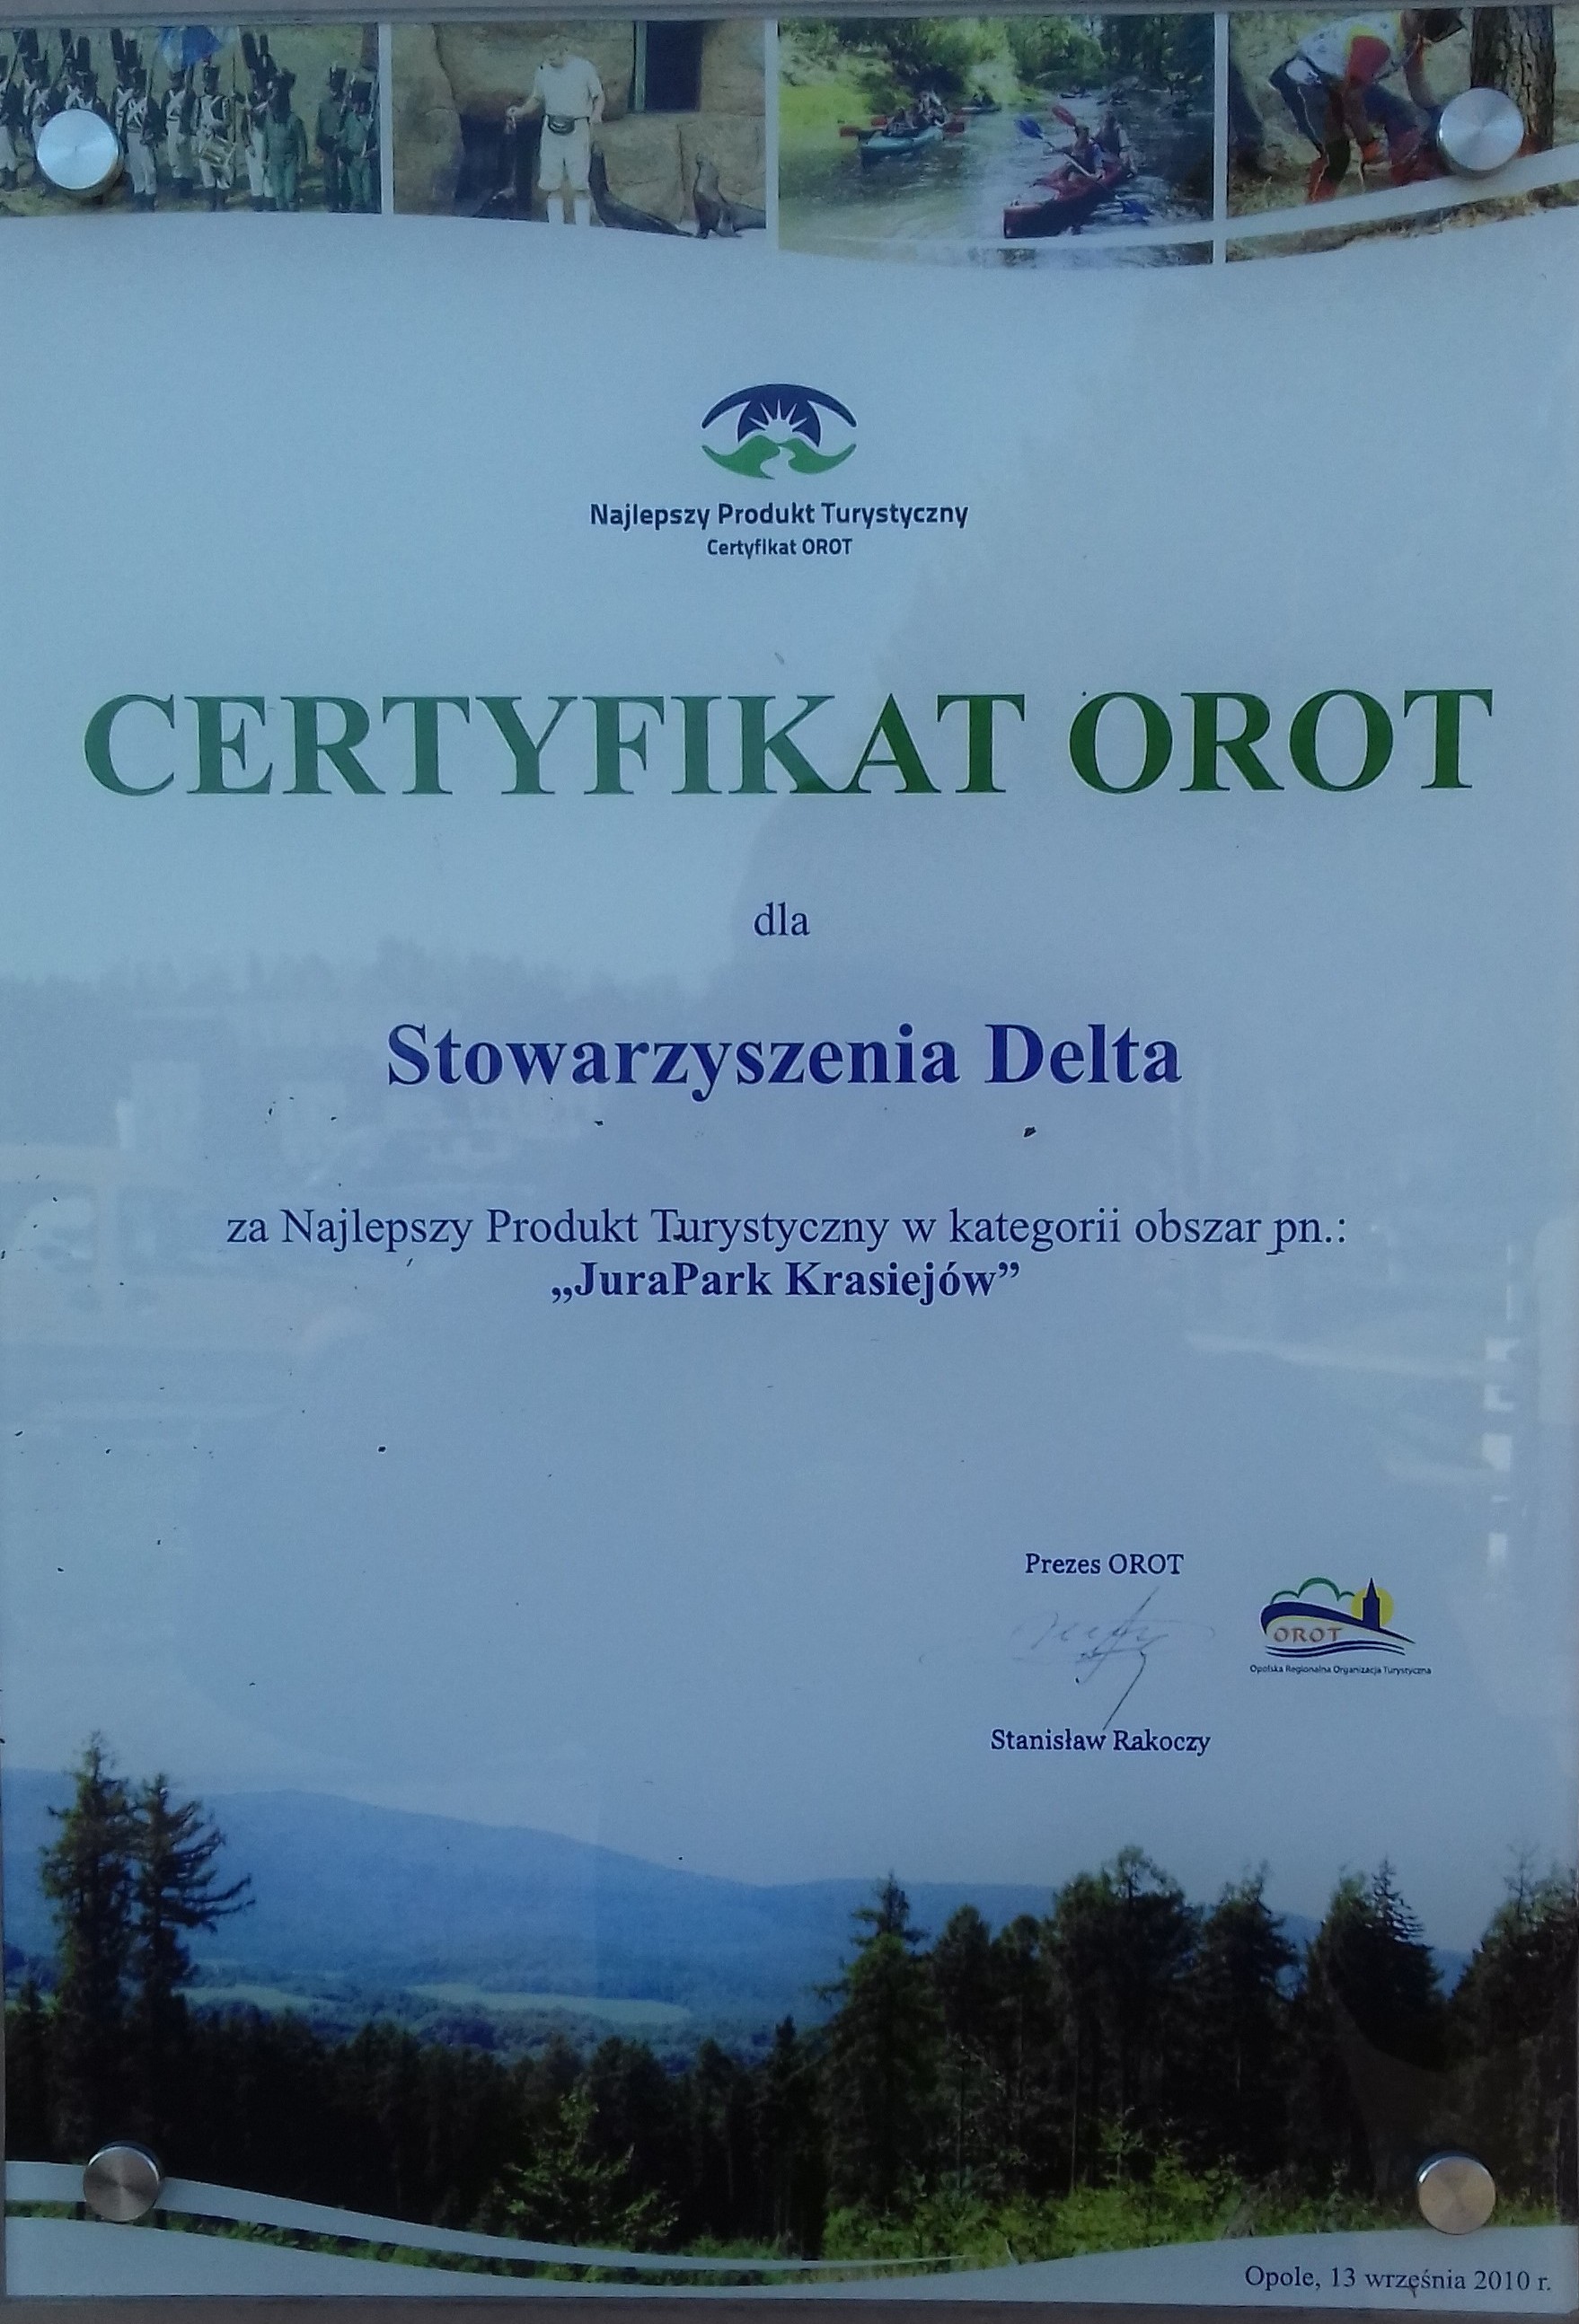 Najlepszy Produkt Turystyczny
Certyfikat OROT
CERTYFIKAT OROT
dla
Stowarzyszenia Delta
za Najlepszy Produkt Turystyczny w kategorii obszar pn.:
„JuraPark Krasiejów”
Prezes OROT
OROT
Opolska Regionalna Organizacja Turystyczna
Stanisław Rakoczy
Opole, 13 września 2010 r.